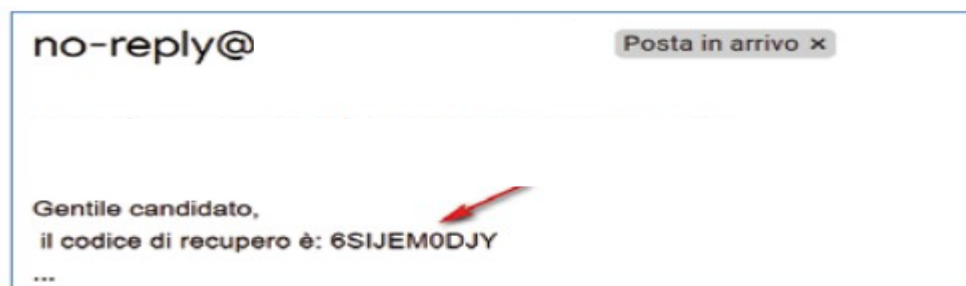 no-reply@
Posta in arrivo ×
Gentile candidato,
il codice di recupero è: 6SIJEM0DJY
...